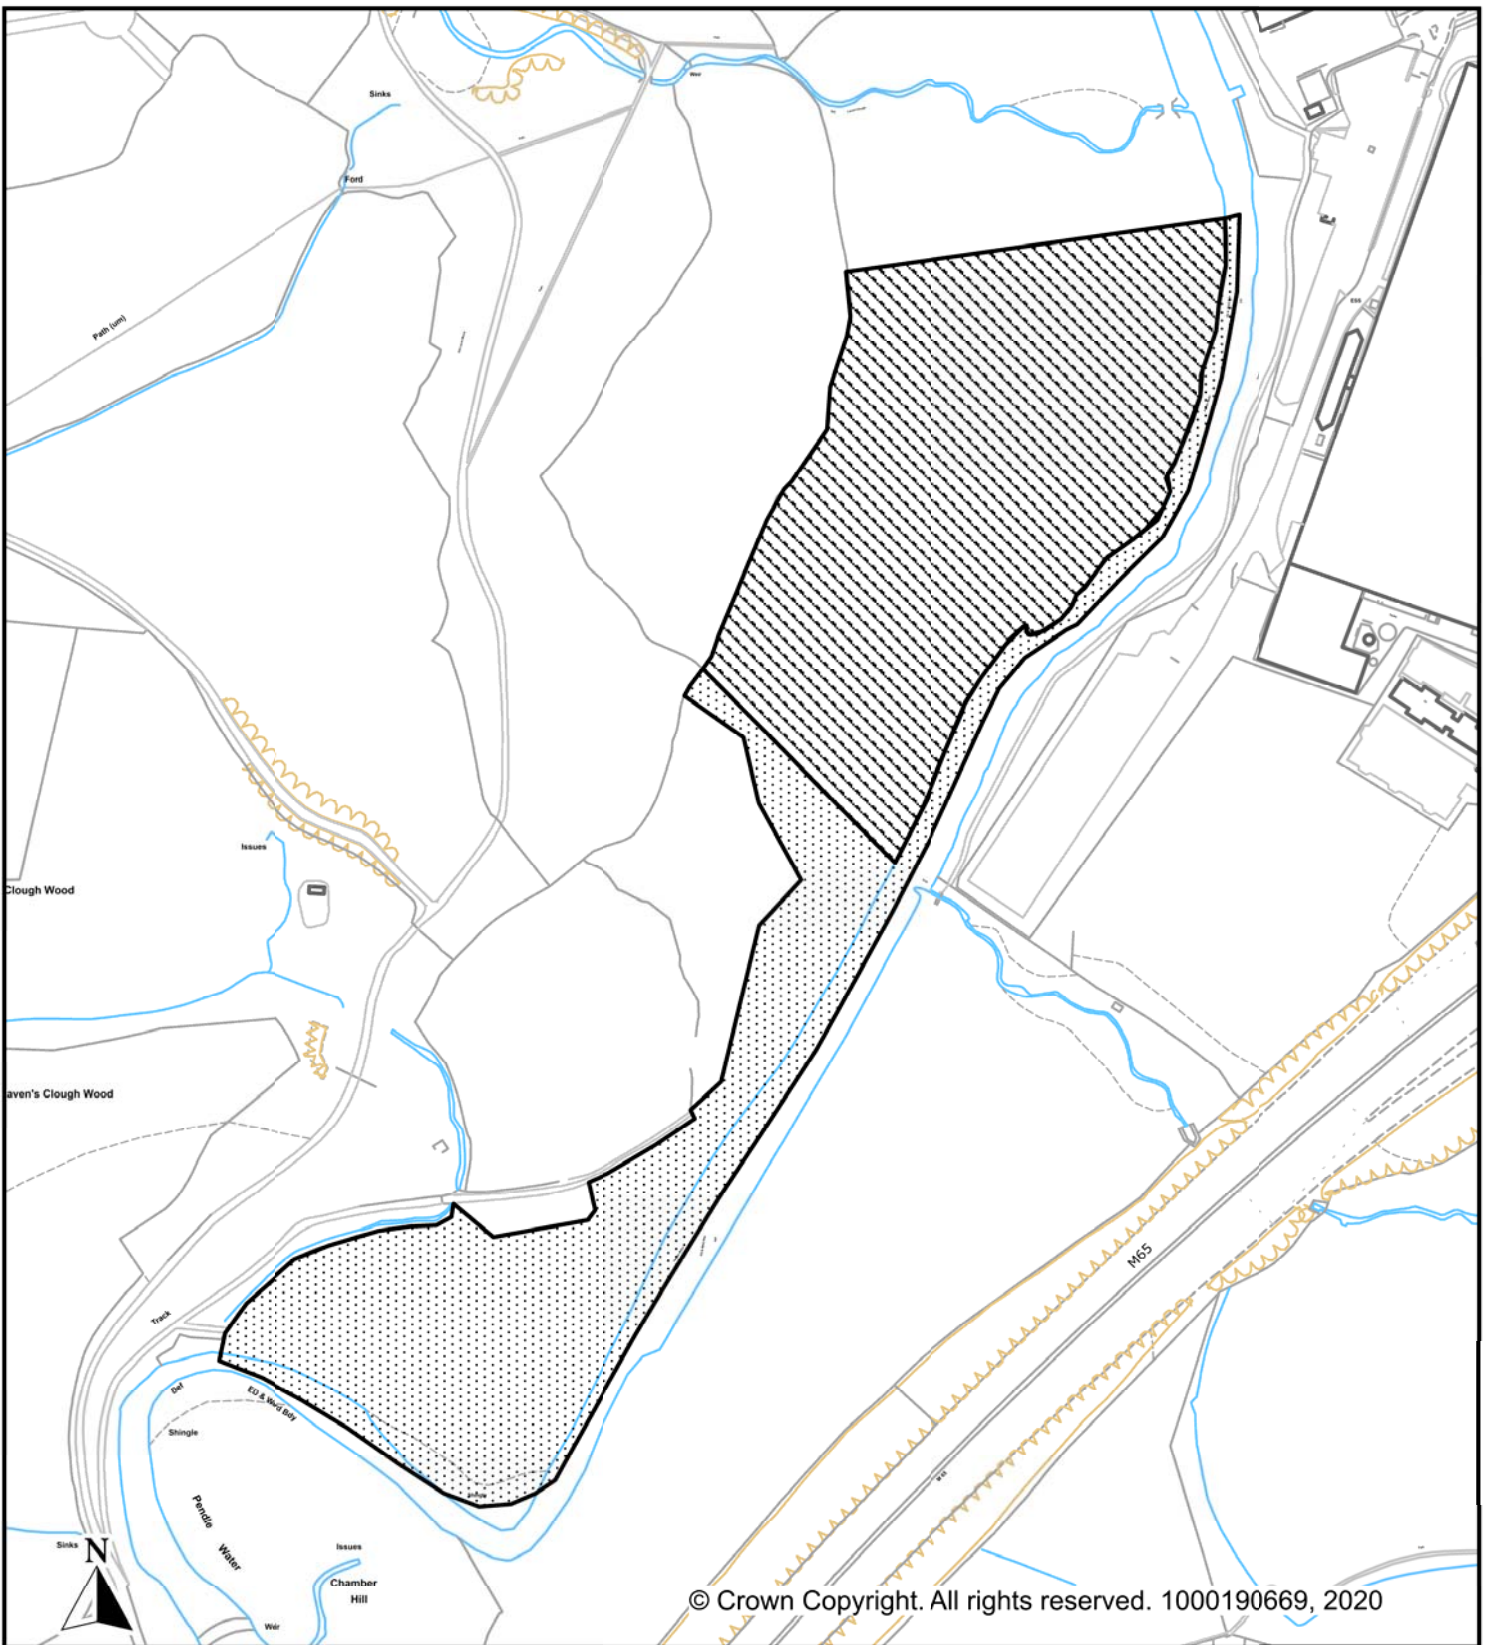 Sinks
Weir
Ford
Path (um)
ESS
Issues
Clough Wood
aven's Clough Wood
M65
Track
Def
ED & Ward Bdy
Shingle
Pendle
Water
Sinks
N
Issues
Chamber
Hill
Weir
© Crown Copyright. All rights reserved. 1000190669, 2020